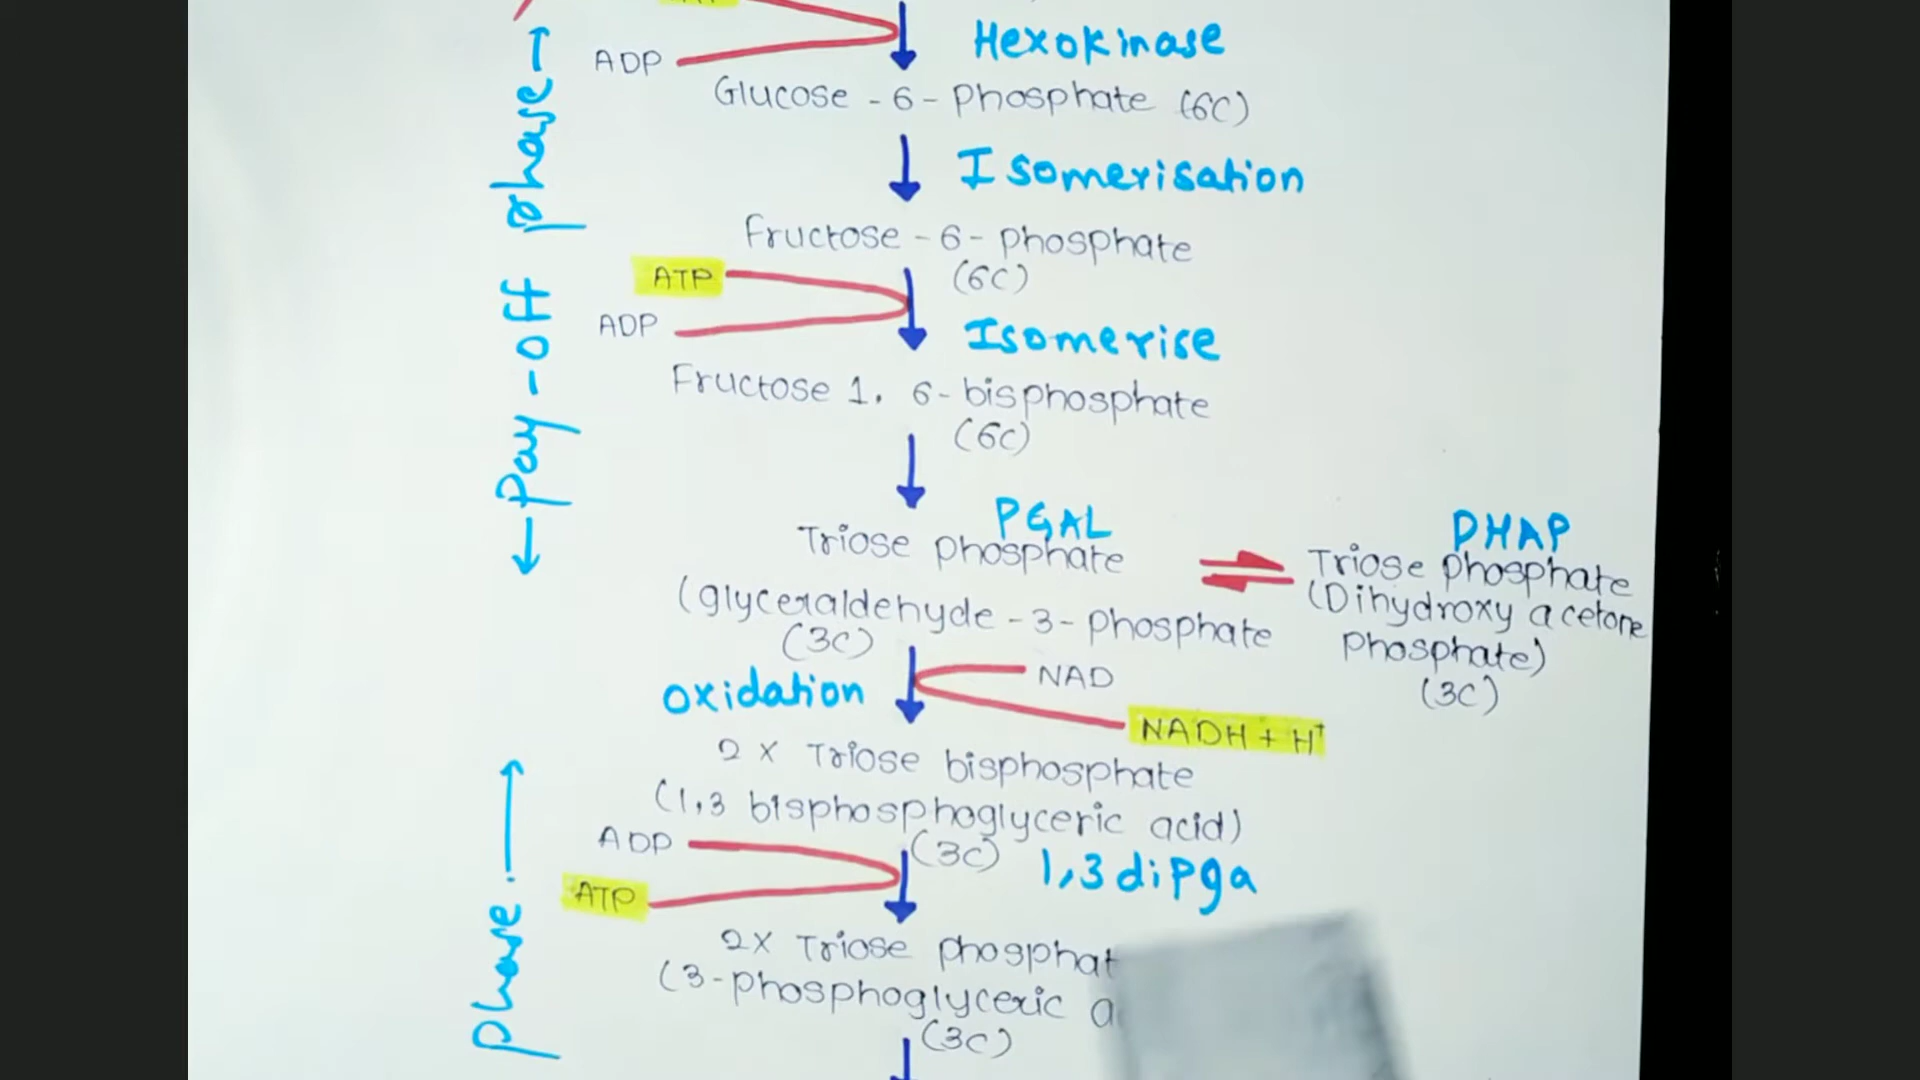 Hexokinase
ADP
Glucose - 6 - phosphate (6C)
Isomerisation
Fructose - 6 - phosphate
(6C)
ATP
ADP
Isomerise
Fructose 1. 6 - bisphosphate
(6C)
PGAL
Triose phosphate
(glyceraldehyde - 3 - phosphate
(3C)
DHAP
Triose phosphate
(Dihydroxy acetone
phosphate)
(3C)
oxidation
NAD
NADH + H+
2 x Triose bisphosphate
(1,3 bisphosphoglyceric acid)
(3C)
ADP
ATP
1,3 dipga
2x Triose
(3-phosphoglyceric
(3C)
Pay-off phase
phase